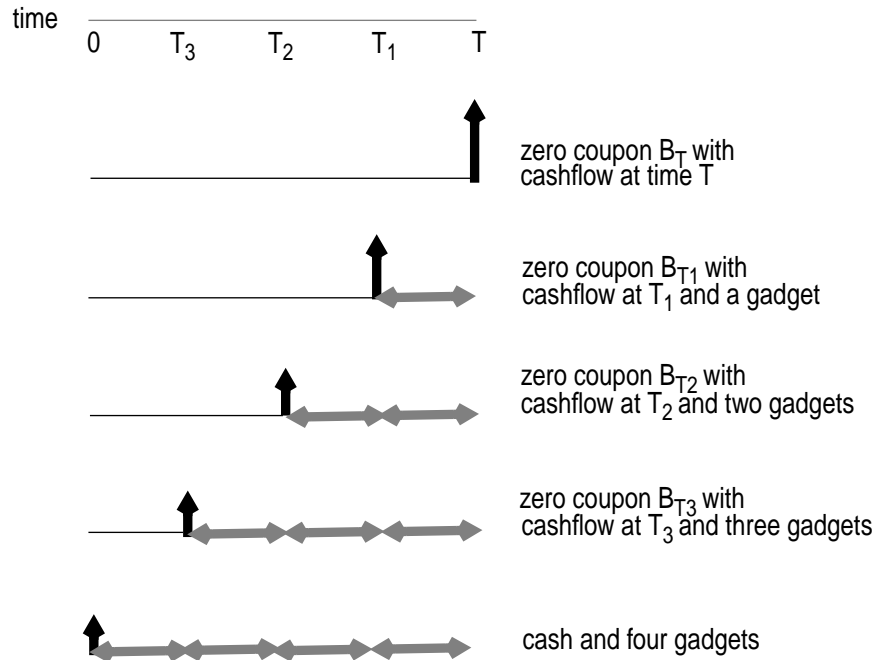 time
0 T3 T2 T1 T
zero coupon BT with
cashflow at time T
zero coupon BT1 with
cashflow at T1 and a gadget
zero coupon BT2 with
cashflow at T2 and two gadgets
zero coupon BT3 with
cashflow at T3 and three gadgets
cash and four gadgets